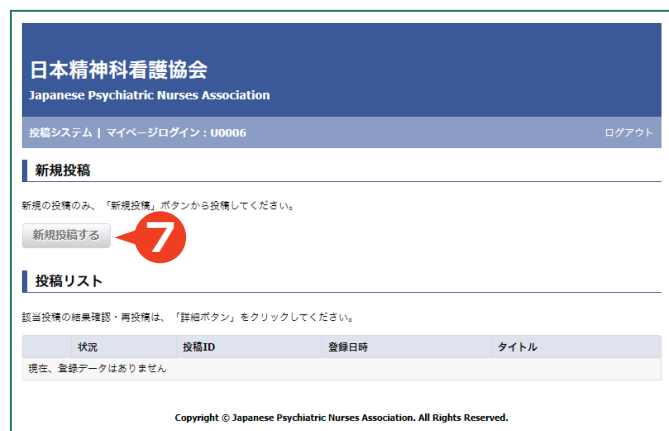 日本精神科看護協会
Japanese Psychiatric Nurses Association
投稿システム | マイページログイン：U0006 ログアウト
新規投稿
新規の投稿のみ、「新規投稿」ボタンから投稿してください。
新規投稿する 7
投稿リスト
該当投稿の結果確認・再投稿は、「詳細ボタン」をクリックしてください。
状況 投稿ID 登録日時 タイトル
現在、登録データはありません
Copyright © Japanese Psychiatric Nurses Association. All Rights Reserved.